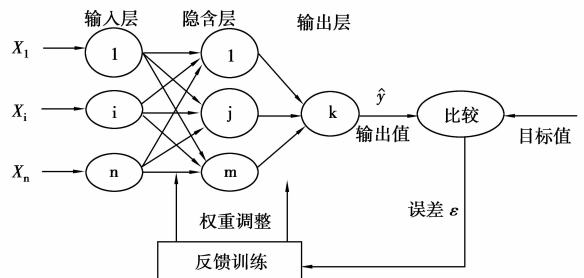 输入层 隐含层 输出层
X1 1 1
Xi i j k ŷ 比较
输出值 目标值
Xn n m
权重调整 误差 ε
反馈训练